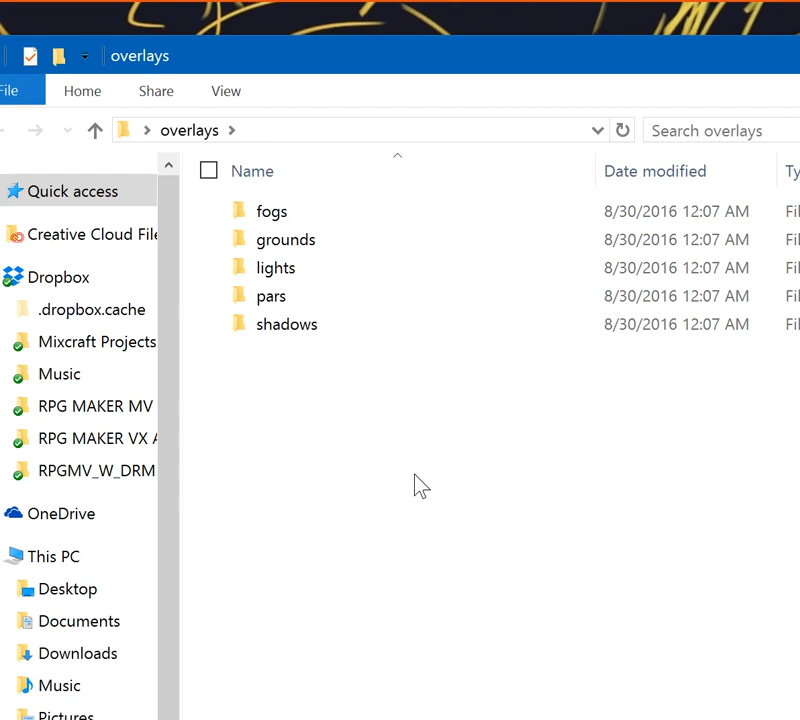 overlays
File
Home
Share
View
overlays
Search overlays
Name
Date modified
Ty
Quick access
fogs
8/30/2016 12:07 AM
Fil
Creative Cloud File
grounds
8/30/2016 12:07 AM
Fil
lights
8/30/2016 12:07 AM
Fil
Dropbox
pars
8/30/2016 12:07 AM
Fil
.dropbox.cache
shadows
8/30/2016 12:07 AM
Fil
Mixcraft Projects
Music
RPG MAKER MV
RPG MAKER VX A
RPGMV_W_DRM
OneDrive
This PC
Desktop
Documents
Downloads
Music
Pictures